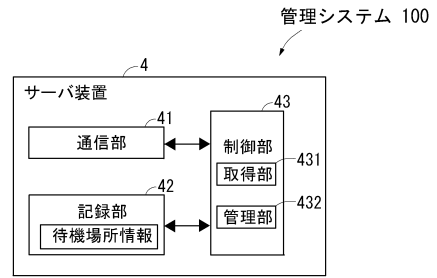 管理システム 100
4
サーバ装置
41
通信部
43
制御部
取得部
431
42
記録部
待機場所情報
管理部
432